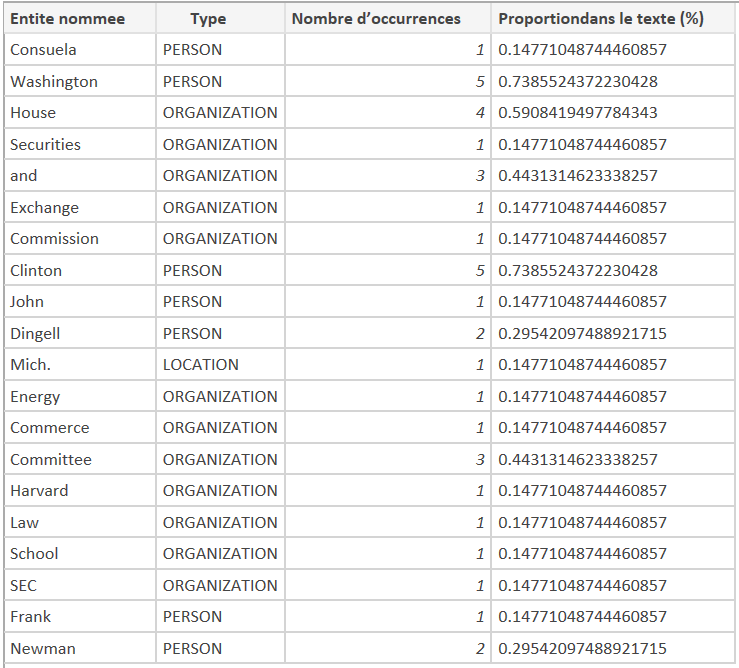 Entite nommee Type Nombre d’occurrences Proportiondans le texte (%)
Consuela PERSON 1 0.14771048744460857
Washington PERSON 5 0.7385524372230428
House ORGANIZATION 4 0.5908419497784343
Securities ORGANIZATION 1 0.14771048744460857
and ORGANIZATION 3 0.4431314623338257
Exchange ORGANIZATION 1 0.14771048744460857
Commission ORGANIZATION 1 0.14771048744460857
Clinton PERSON 5 0.7385524372230428
John PERSON 1 0.14771048744460857
Dingell PERSON 2 0.29542097488921715
Mich. LOCATION 1 0.14771048744460857
Energy ORGANIZATION 1 0.14771048744460857
Commerce ORGANIZATION 1 0.14771048744460857
Committee ORGANIZATION 3 0.4431314623338257
Harvard ORGANIZATION 1 0.14771048744460857
Law ORGANIZATION 1 0.14771048744460857
School ORGANIZATION 1 0.14771048744460857
SEC ORGANIZATION 1 0.14771048744460857
Frank PERSON 1 0.14771048744460857
Newman PERSON 2 0.29542097488921715